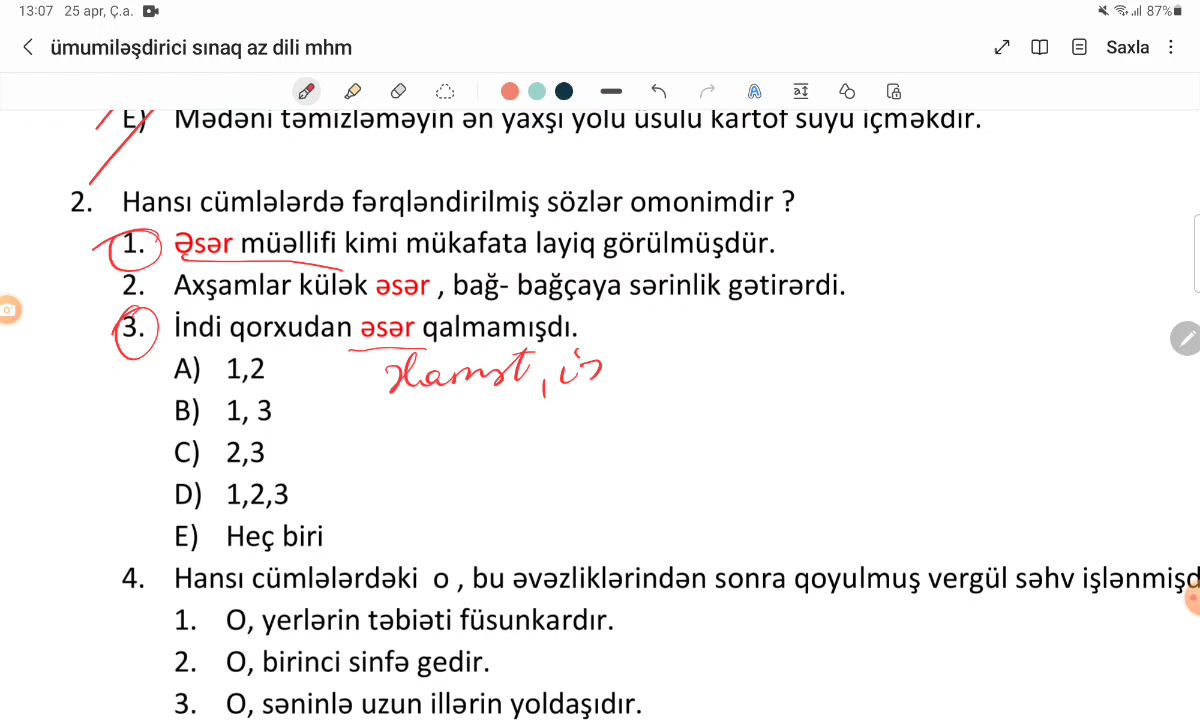 13:07 25 apr, Ç.a. 87%
ümumiləşdirici sınaq az dili mhm Saxla
E) Mədəni təmizləməyin ən yaxşı yolu üsulu kartof suyu içməkdir.
2. Hansı cümlələrdə fərqləndirilmiş sözlər omonimdir ?
1. Əsər müəllifi kimi mükafata layiq görülmüşdür.
2. Axşamlar külək əsər , bağ- bağçaya sərinlik gətirərdi.
3. İndi qorxudan əsər qalmamışdı.
A) 1,2
B) 1, 3
C) 2,3
D) 1,2,3
E) Heç biri
4. Hansı cümlələrdəki o , bu əvəzliklərindən sonra qoyulmuş vergül səhv işlənmişd
1. O, yerlərin təbiəti füsunkardır.
2. O, birinci sinfə gedir.
3. O, səninlə uzun illərin yoldaşıdır.